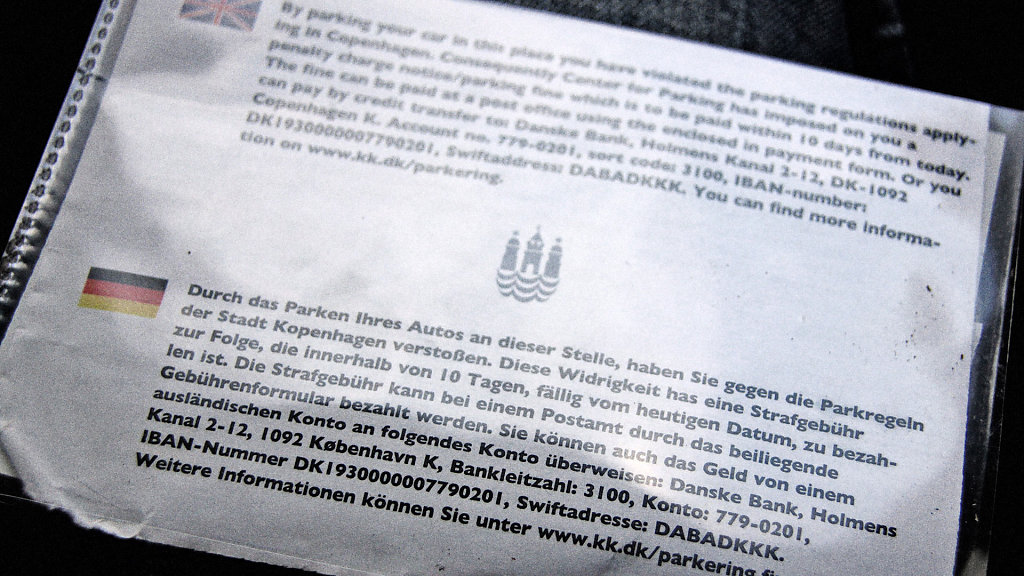 By parking your car in this place you have violated the parking regulations apply-
ing in Copenhagen. Consequently Center for Parking has imposed on you a
penalty charge notice/parking fine which is to be paid within 10 days from today.
The fine can be paid at a post office using the enclosed in payment form. Or you
can pay by credit transfer to: Danske Bank, Holmens Kanal 2-12, DK-1092
Copenhagen K. Account no. 779-0201, sort code: 3100, IBAN-number:
DK1930000007790201, Swiftaddress: DABADKKK. You can find more informa-
tion on www.kk.dk/parkering.
Durch das Parken Ihres Autos an dieser Stelle, haben Sie gegen die Parkregeln
der Stadt Kopenhagen verstoßen. Diese Widrigkeit has eine Strafgebühr
zur Folge, die innerhalb von 10 Tagen, fällig vom heutigen Datum, zu bezah-
len ist. Die Strafgebühr kann bei einem Postamt durch das beiliegende
Gebührenformular bezahlt werden. Sie können auch das Geld von einem
ausländischen Konto an folgendes Konto überweisen: Danske Bank, Holmens
Kanal 2-12, 1092 København K, Bankleitzahl: 3100, Konto: 779-0201,
IBAN-Nummer DK1930000007790201, Swiftadresse: DABADKKK.
Weitere Informationen können Sie unter www.kk.dk/parkering